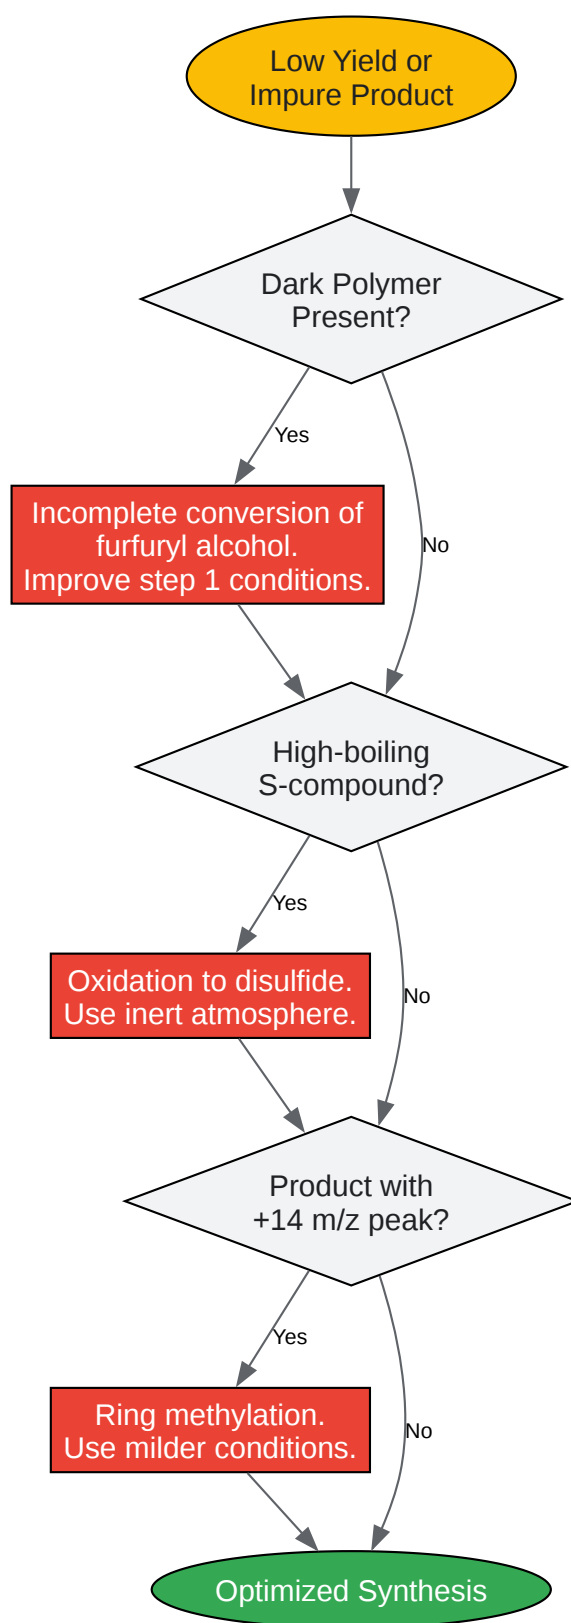 Low Yield or
Impure Product
Dark Polymer
Present?
Yes
No
Incomplete conversion of
furfuryl alcohol.
Improve step 1 conditions.
High-boiling
S-compound?
Yes
No
Oxidation to disulfide.
Use inert atmosphere.
Product with
+14 m/z peak?
Yes
No
Ring methylation.
Use milder conditions.
Optimized Synthesis